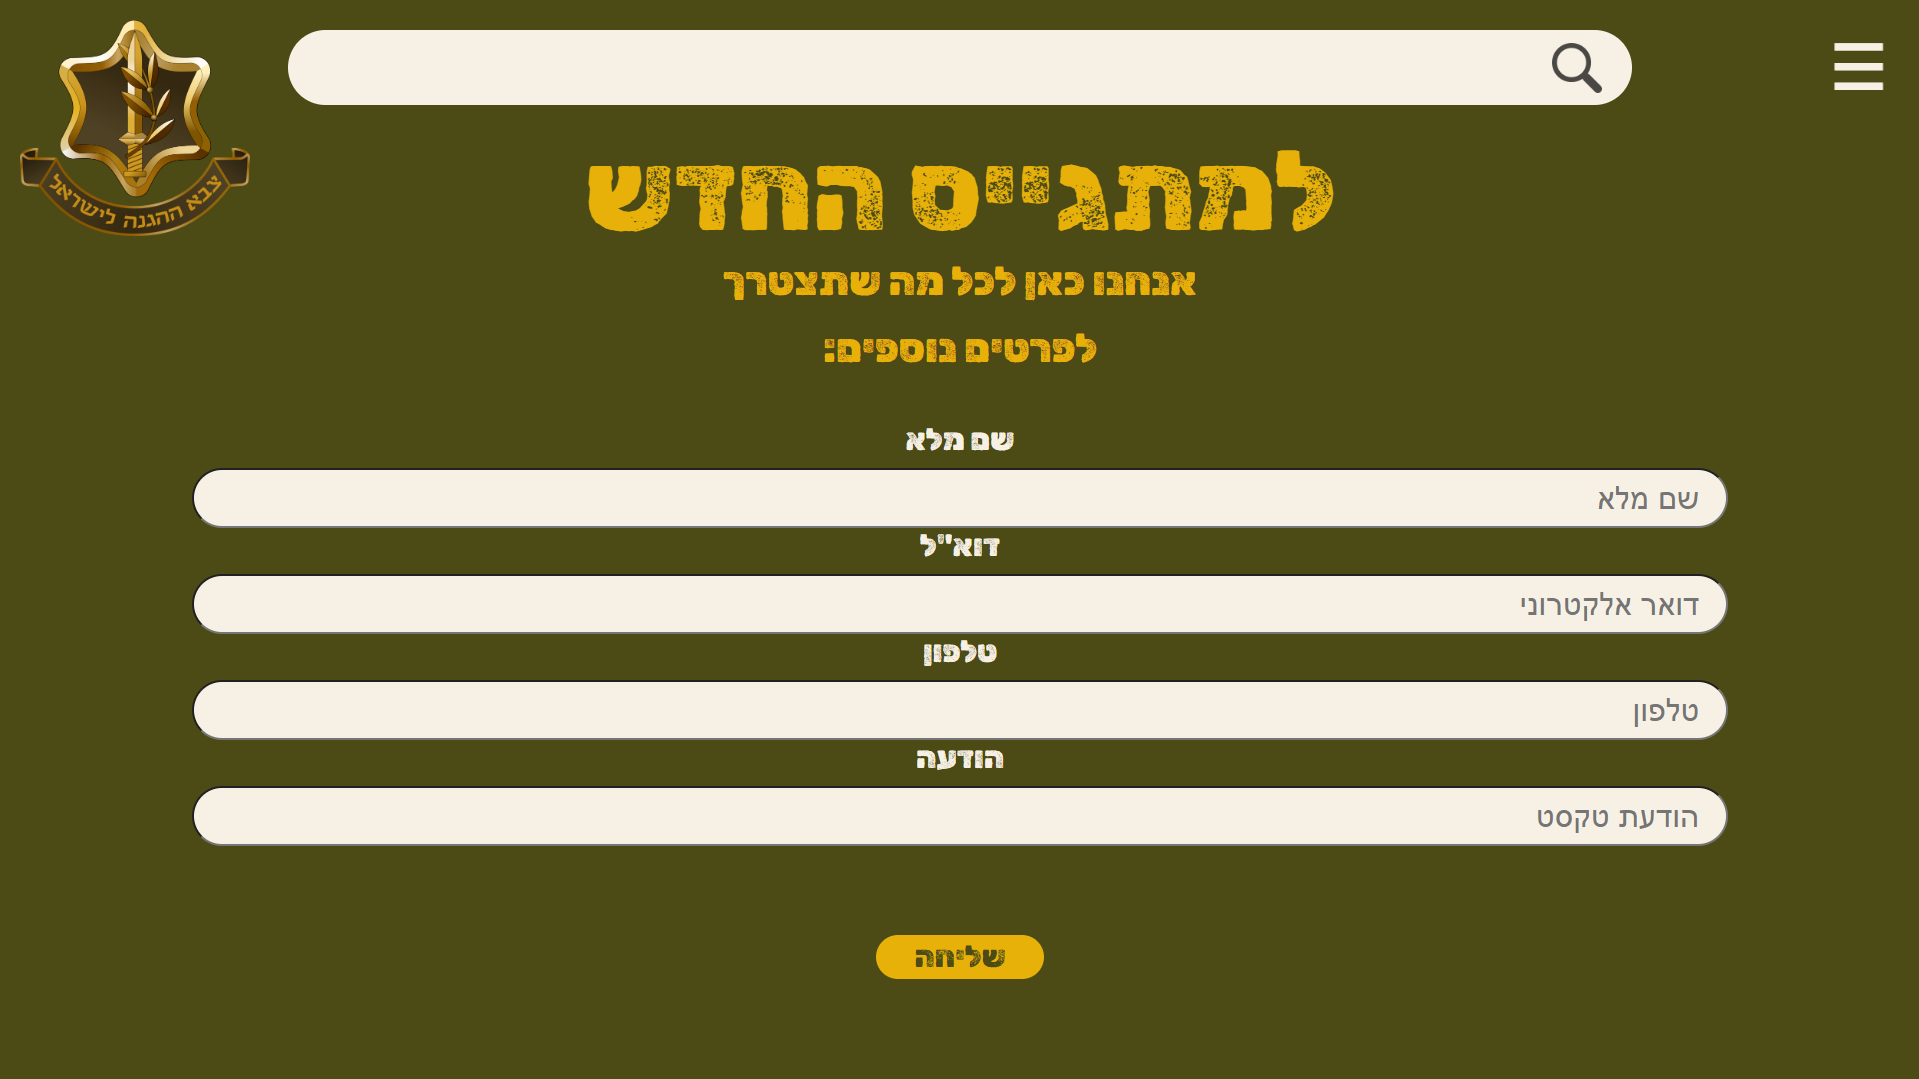 צבא ההגנה לישראל
למתגייס החדש
אנחנו כאן לכל מה שתצטרך
לפרטים נוספים:
שם מלא
שם מלא
דוא"ל
דואר אלקטרוני
טלפון
טלפון
הודעה
הודעת טקסט
שליחה